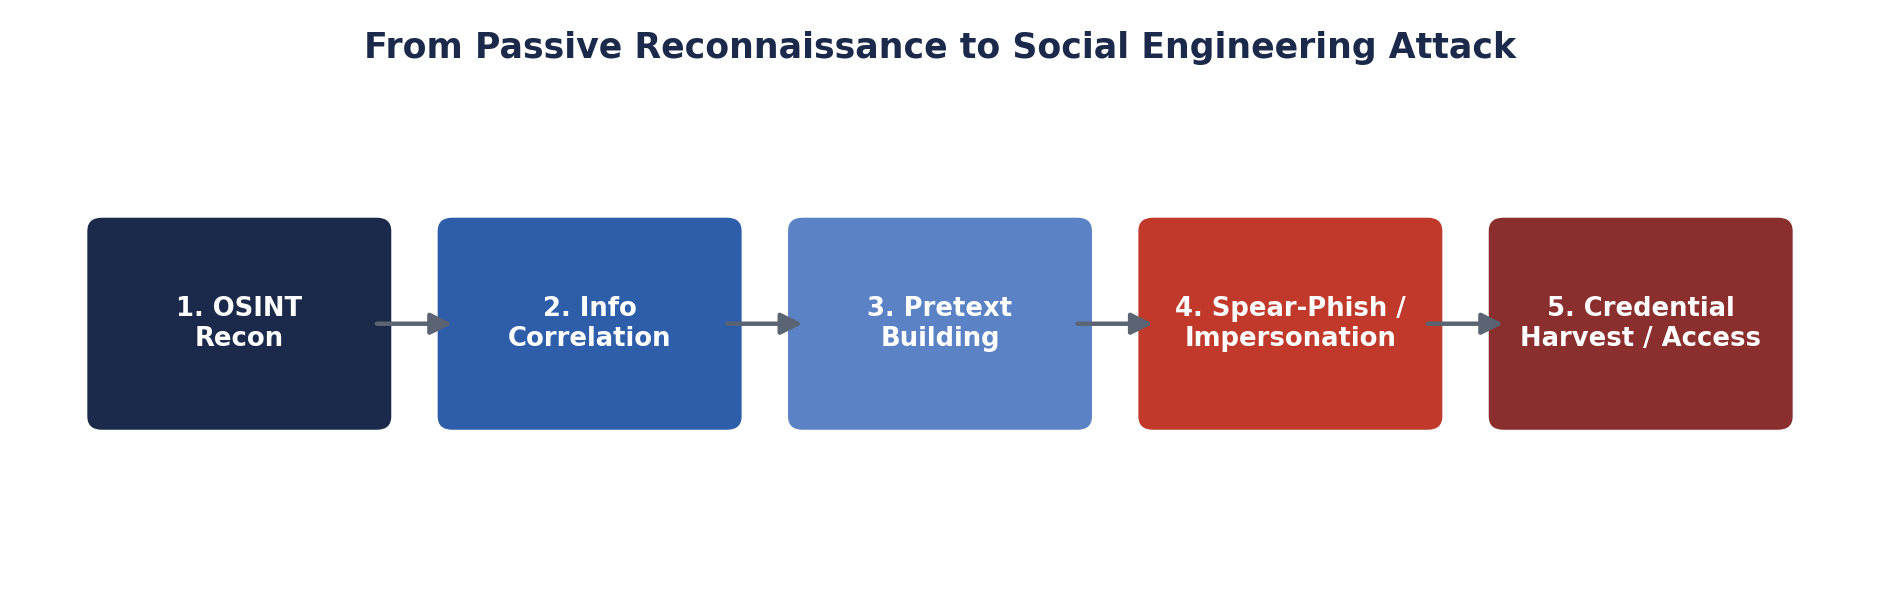 From Passive Reconnaissance to Social Engineering Attack
1. OSINT
Recon
2. Info
Correlation
3. Pretext
Building
4. Spear-Phish /
Impersonation
5. Credential
Harvest / Access